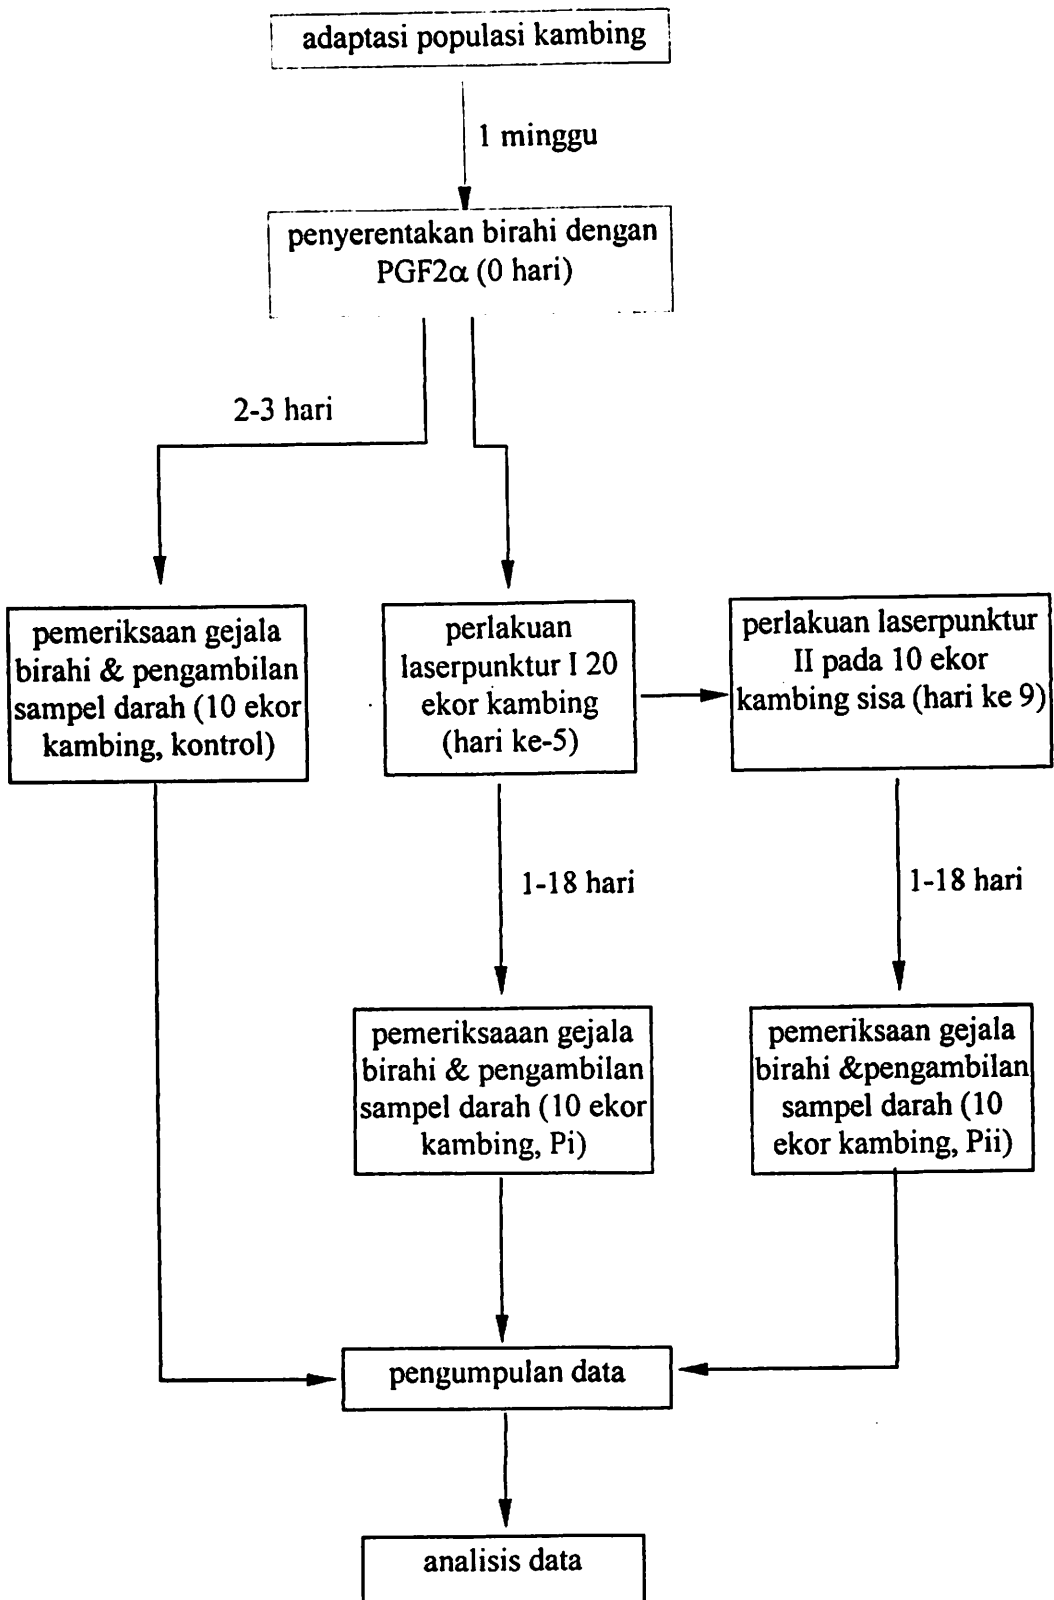 adaptasi populasi kambing
1 minggu
penyerentakan birahi dengan
PGF2α (0 hari)
2-3 hari
pemeriksaan gejala
birahi & pengambilan
sampel darah (10 ekor
kambing, kontrol)
perlakuan
laserpunktur I 20
ekor kambing
(hari ke-5)
perlakuan laserpunktur
II pada 10 ekor
kambing sisa (hari ke 9)
1-18 hari
1-18 hari
pemeriksaaan gejala
birahi & pengambilan
sampel darah (10 ekor
kambing, Pi)
pemeriksaan gejala
birahi &pengambilan
sampel darah (10
ekor kambing, Pii)
pengumpulan data
analisis data